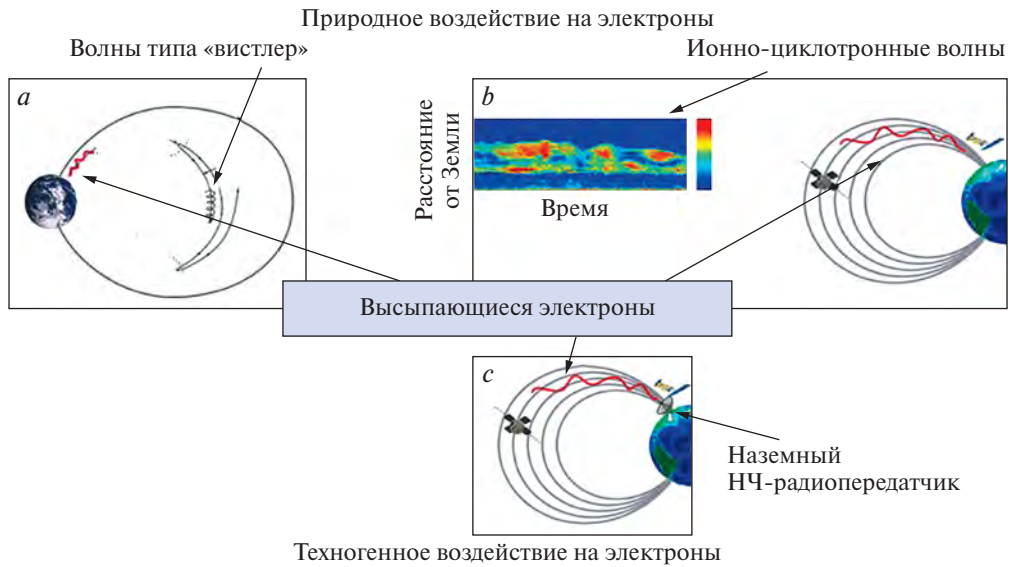 Природное воздействие на электроны
Волны типа «вистлер»
Ионно-циклотронные волны
a
b
Расстояние
от Земли
Время
Высыпающиеся электроны
c
Наземный
НЧ-радиопередатчик
Техногенное воздействие на электроны